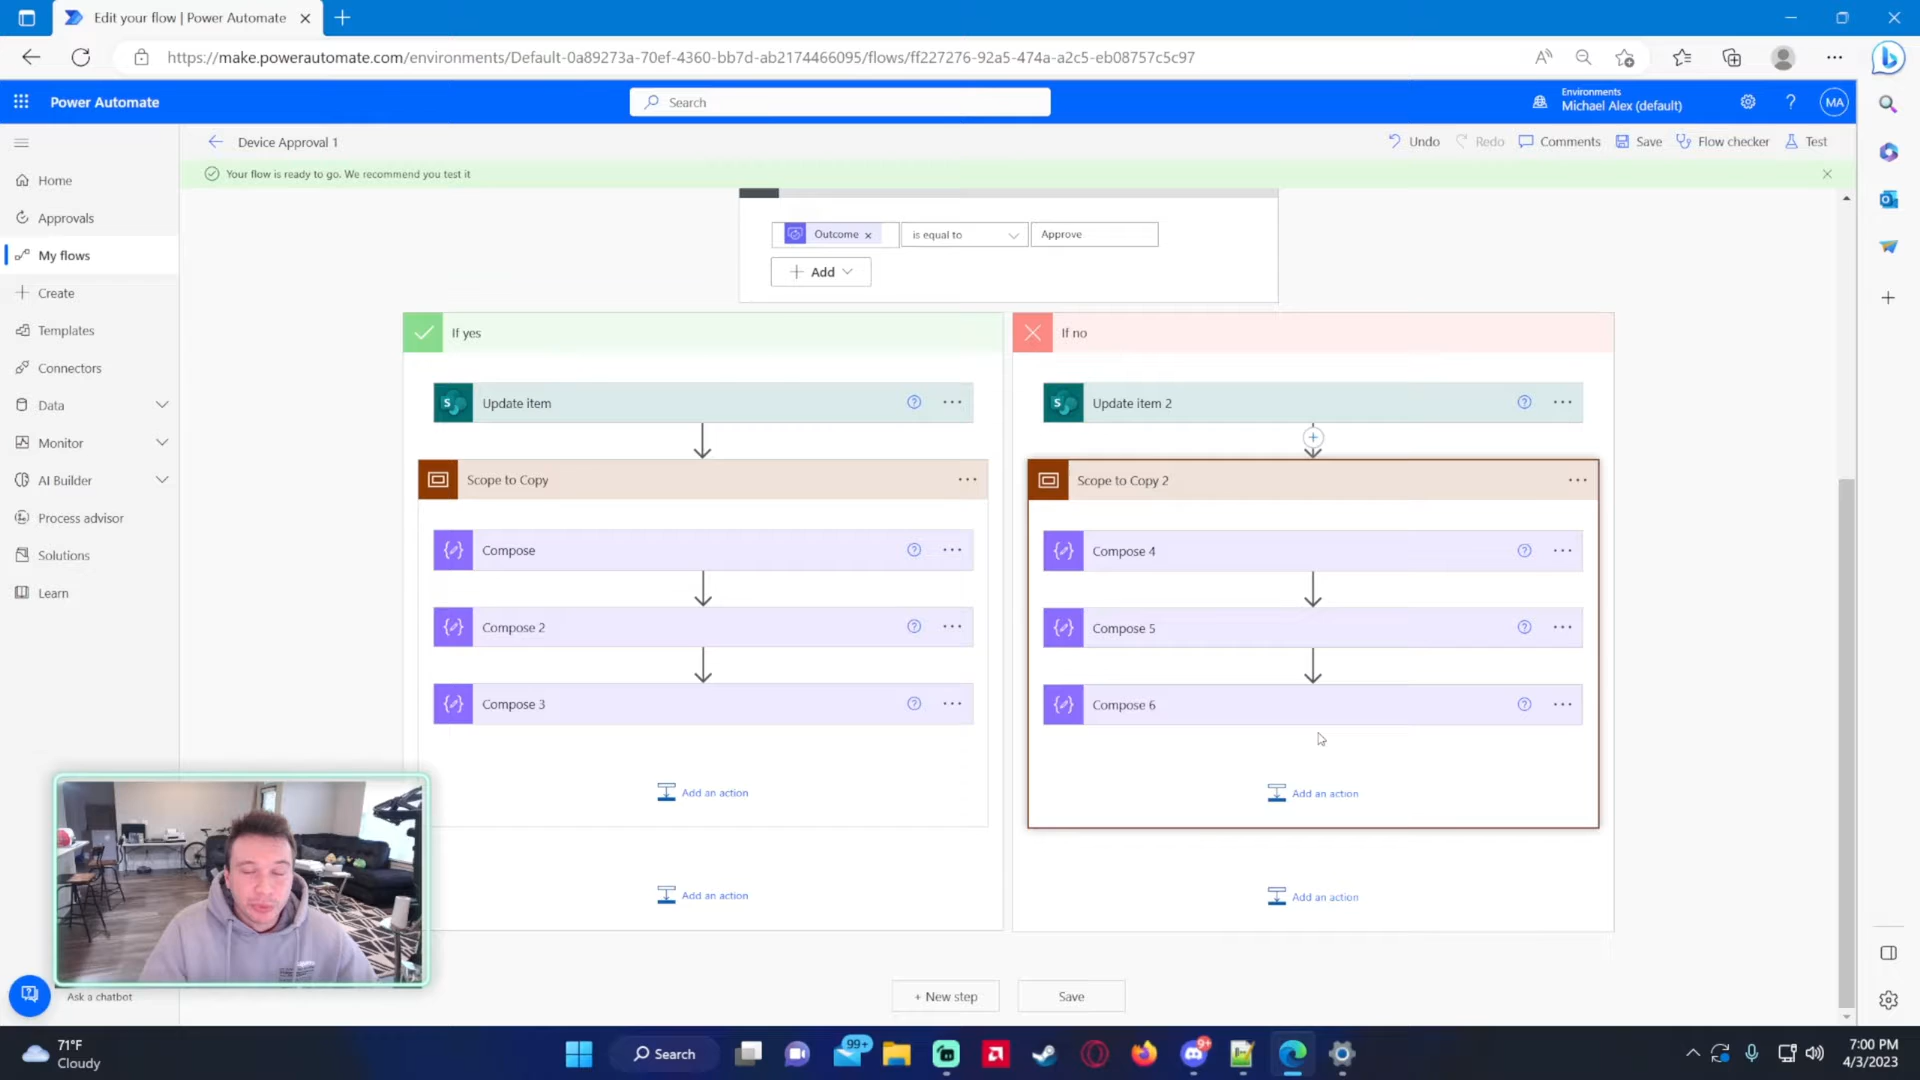 Edit your flow | Power Automate
https://make.powerautomate.com/environments/Default-0a89273a-70ef-4360-bb7d-ab2174466095/flows/ff227276-92a5-474a-a2c5-eb08757c5c97
Power Automate
Search
Environments
Michael Alex (default)
MA
Device Approval 1
Undo
Redo
Comments
Save
Flow checker
Test
Your flow is ready to go. We recommend you test it
Home
Approvals
My flows
Create
Templates
Connectors
Data
Monitor
AI Builder
Process advisor
Solutions
Learn
Outcome
is equal to
Approve
Add
If yes
Update item
Scope to Copy
Compose
Compose 2
Compose 3
Add an action
Add an action
If no
Update item 2
Scope to Copy 2
Compose 4
Compose 5
Compose 6
Add an action
Add an action
+ New step
Save
Ask a chatbot
71°F
Cloudy
Search
99+
9+
7:00 PM
4/3/2023